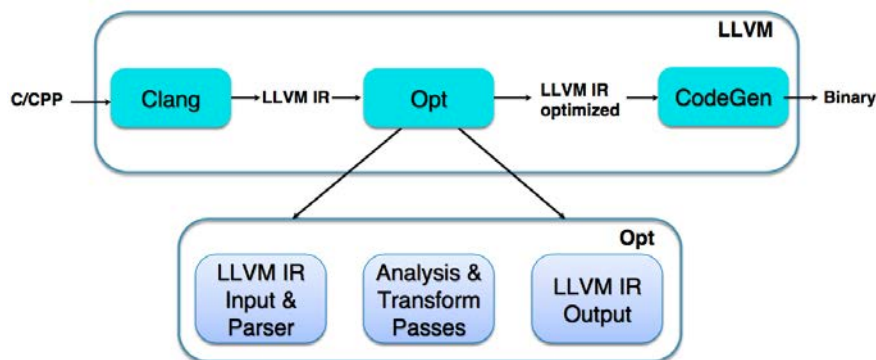 LLVM
C/CPP
Clang
LLVM IR
Opt
LLVM IR
optimized
CodeGen
Binary
Opt
LLVM IR
Input &
Parser
Analysis &
Transform
Passes
LLVM IR
Output